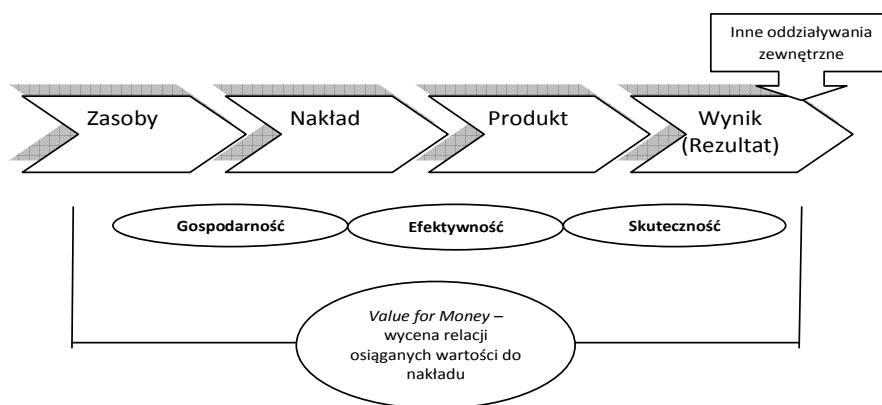 Inne oddziaływania
zewnętrzne
Zasoby
Nakład
Produkt
Wynik
(Rezultat)
Gospodarność
Efektywność
Skuteczność
Value for Money –
wycena relacji
osiąganych wartości do
nakładu